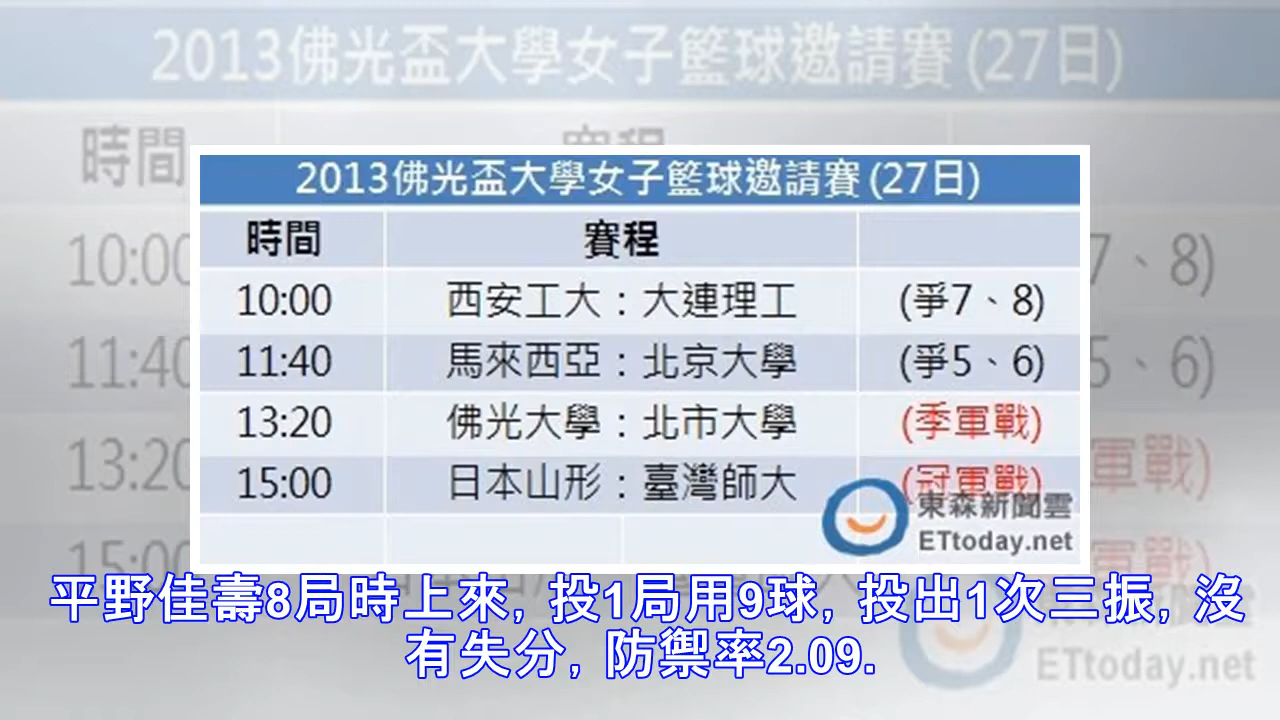 2013佛光盃大學女子籃球邀請賽 (27日)
時間 賽程
10:00 西安工大：大連理工 (爭7、8)
11:40 馬來西亞：北京大學 (爭5、6)
13:20 佛光大學：北市大學 (季軍戰)
15:00 日本山形：臺灣師大 (冠軍戰)
東森新聞雲
ETtoday.net
平野佳壽8局時上來, 投1局用9球, 投出1次三振, 沒
有失分, 防禦率2.09.